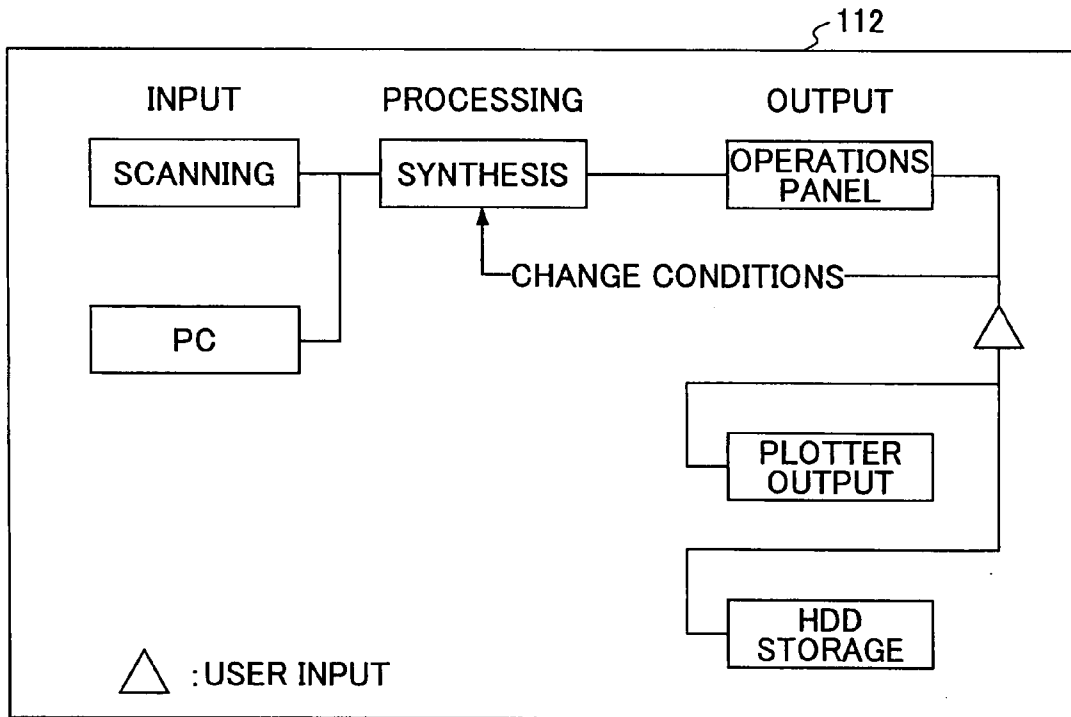 112
INPUT
PROCESSING
OUTPUT
SCANNING
SYNTHESIS
OPERATIONS
PANEL
CHANGE CONDITIONS
PC
PLOTTER
OUTPUT
HDD
STORAGE
:USER INPUT